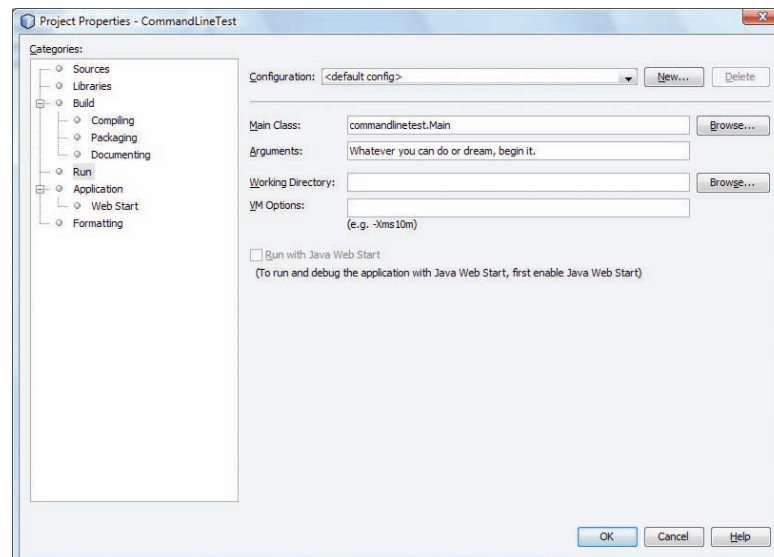 Project Properties - CommandLineTest
Categories:
Sources
Libraries
Build
Compiling
Packaging
Documenting
Run
Application
Web Start
Formatting
Configuration: <default config> New... Delete
Main Class: commandlinetest.Main Browse...
Arguments: Whatever you can do or dream, begin it.
Working Directory: Browse...
VM Options:
(e.g. -Xms10m)
Run with Java Web Start
(To run and debug the application with Java Web Start, first enable Java Web Start)
OK Cancel Help